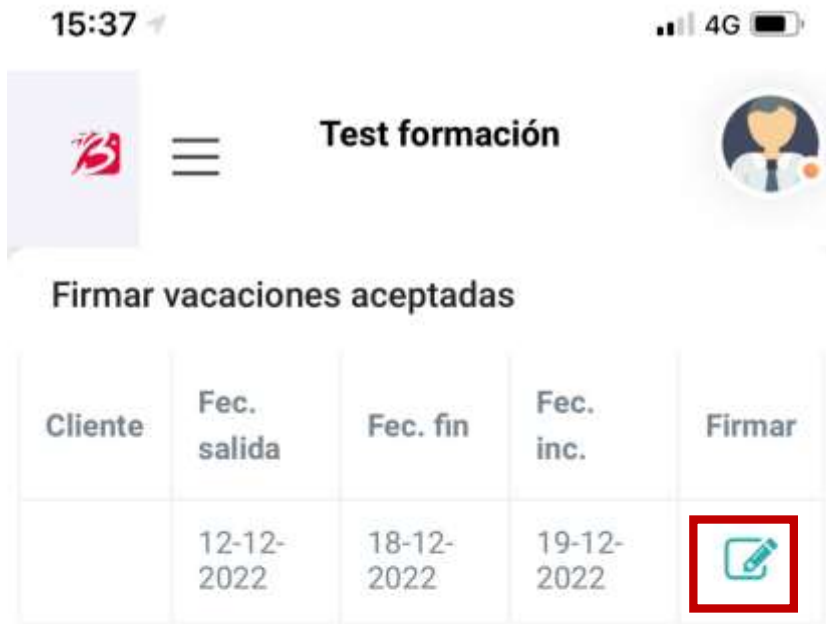 15:37 4G
Test formación
Firmar vacaciones aceptadas
Cliente Fec. salida Fec. fin Fec. inc. Firmar
12-12-2022 18-12-2022 19-12-2022